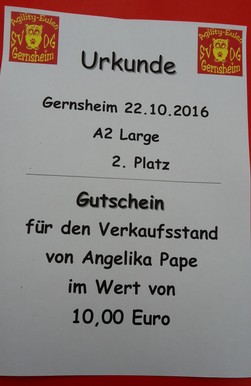 Agility-Eulen
SV OG
Gernsheim
Agility-Eulen
SV OG
Gernsheim
Urkunde
Gernsheim 22.10.2016
A2 Large
2. Platz
Gutschein
für den Verkaufsstand
von Angelika Pape
im Wert von
10,00 Euro